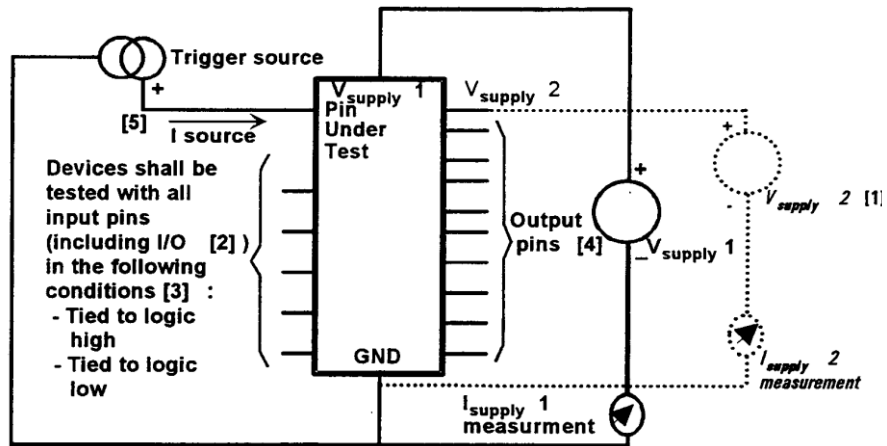 Trigger source
+
[5]
I source
V supply 1
Pin
Under
Test
V supply 2
Devices shall be
tested with all
input pins
(including I/O [2] )
in the following
conditions [3] :
- Tied to logic
high
- Tied to logic
low
Output
pins [4]
+
_ V supply 1
+
-
V supply 2 [1]
GND
I supply 1
measurment
I supply 2
measurement